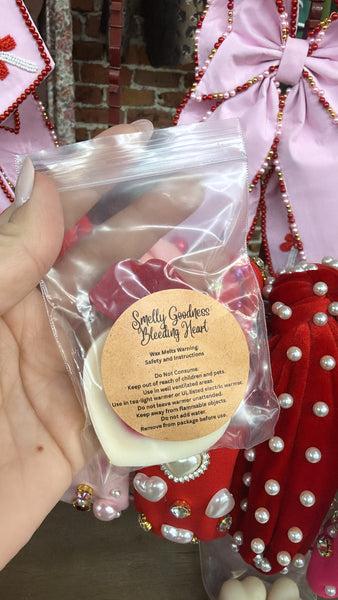 Smelly Goodness
Bleeding Heart
Wax Melts Warning:
Safety and Instructions
Do Not Consume:
Keep out of reach of children and pets.
Use in well ventilated areas.
Use in tea-light warmer or UL listed electric warmer.
Do not leave warmer unattended.
Keep away from flammable objects.
Do not add water.
Remove from package before use.